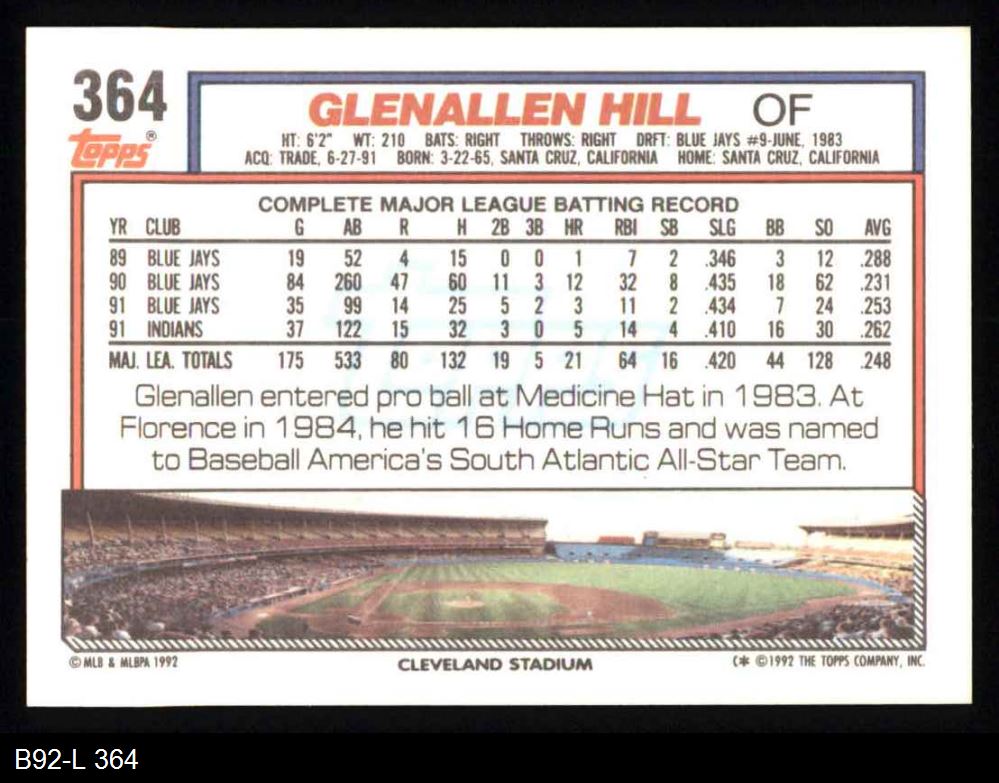 364
topps®
GLENALLEN HILL OF
HT: 6'2" WT: 210 BATS: RIGHT THROWS: RIGHT DRFT: BLUE JAYS #9-JUNE, 1983
ACQ: TRADE, 6-27-91 BORN: 3-22-65, SANTA CRUZ, CALIFORNIA HOME: SANTA CRUZ, CALIFORNIA
COMPLETE MAJOR LEAGUE BATTING RECORD
YR CLUB G AB R H 2B 3B HR RBI SB SLG BB SO AVG
89 BLUE JAYS 19 52 4 15 0 0 1 7 2 .346 3 12 .288
90 BLUE JAYS 84 260 47 60 11 3 12 32 8 .435 18 62 .231
91 BLUE JAYS 35 99 14 25 5 2 3 11 2 .434 7 24 .253
91 INDIANS 37 122 15 32 3 0 5 14 4 .410 16 30 .262
MAJ. LEA. TOTALS 175 533 80 132 19 5 21 64 16 .420 44 128 .248
Glenallen entered pro ball at Medicine Hat in 1983. At
Florence in 1984, he hit 16 Home Runs and was named
to Baseball America's South Atlantic All-Star Team.
© MLB & MLBPA 1992 CLEVELAND STADIUM (* ©1992 THE TOPPS COMPANY, INC.
B92-L 364